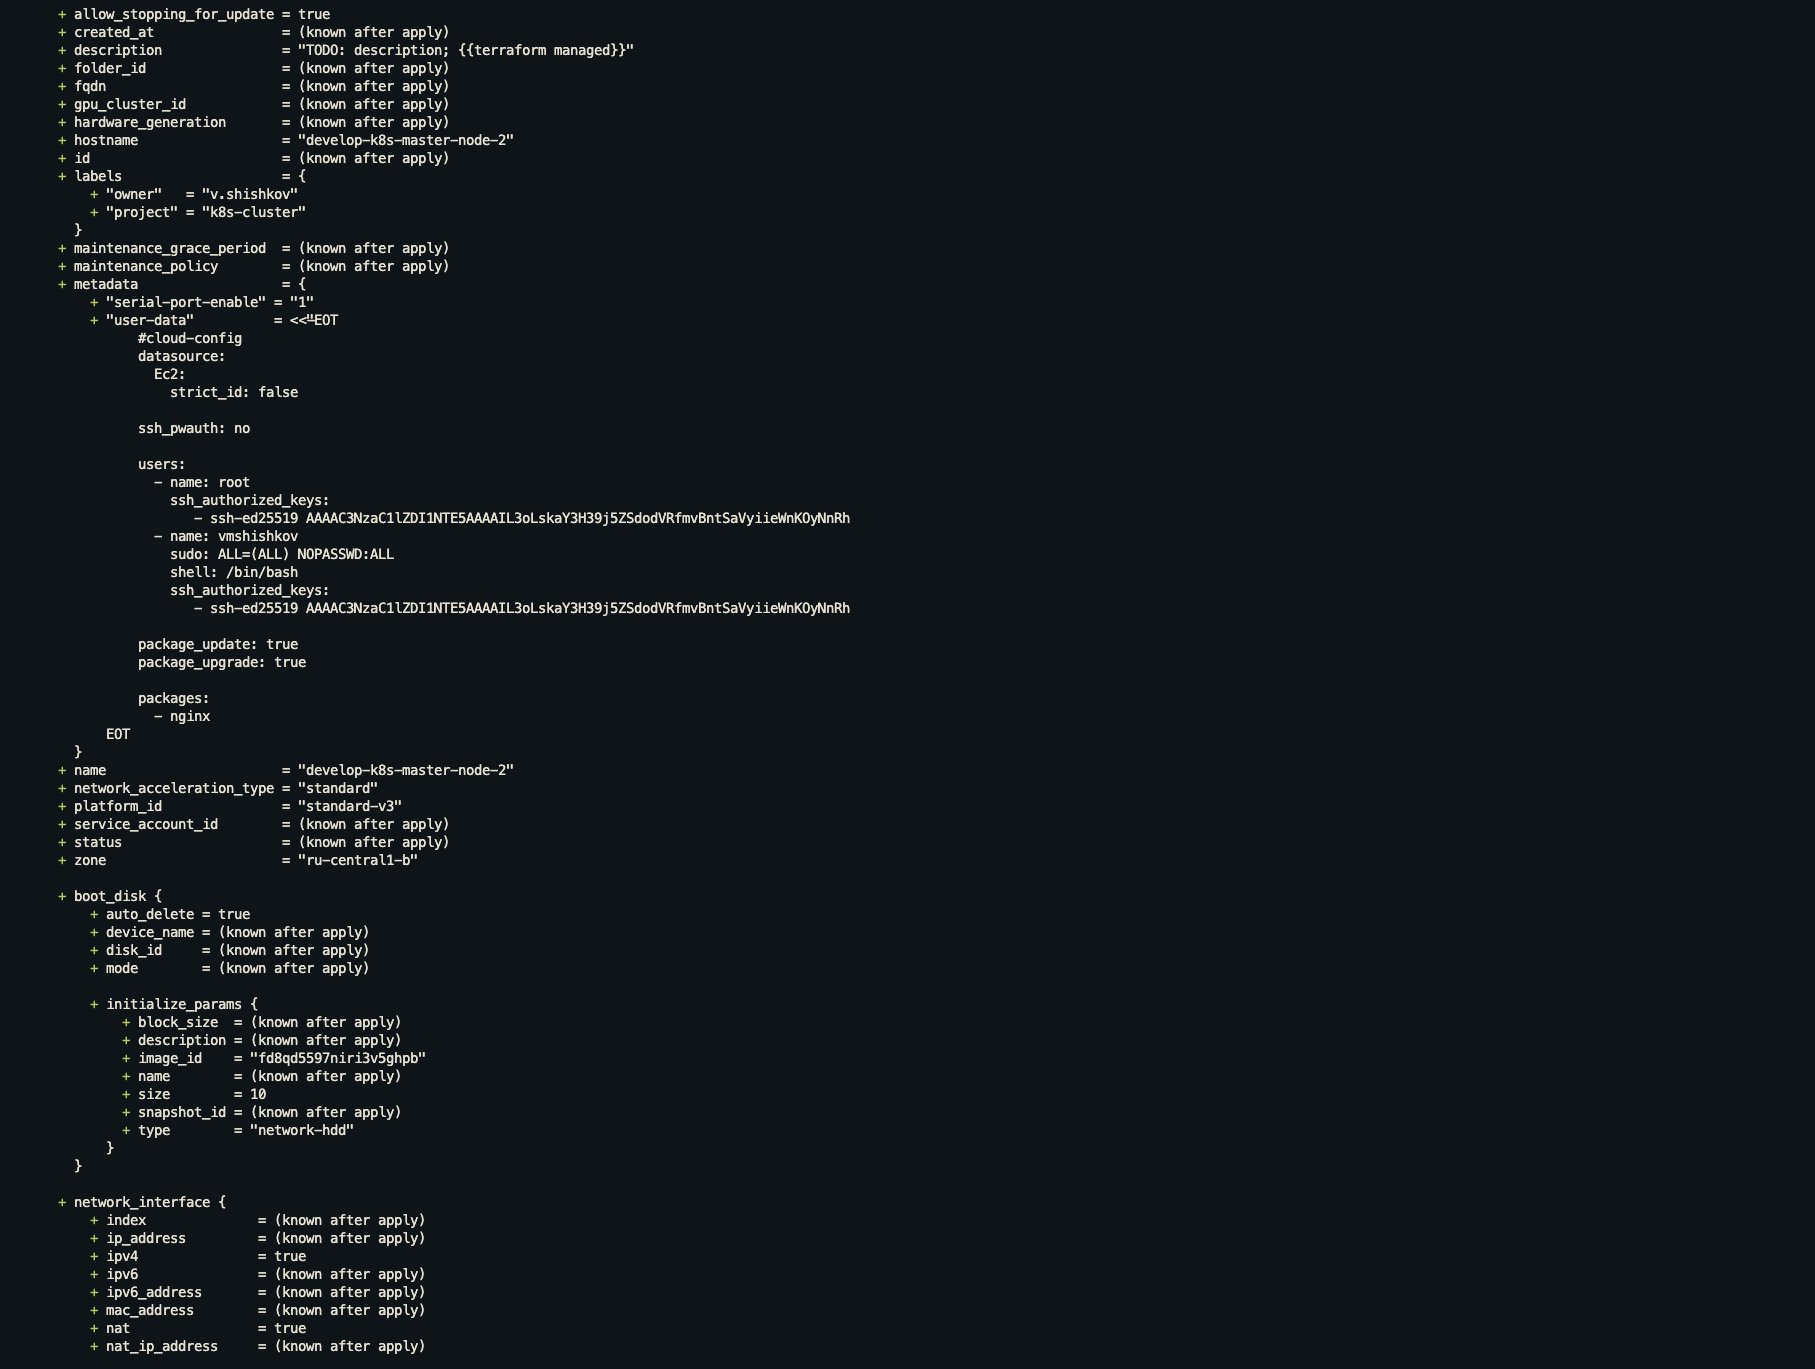 + allow_stopping_for_update = true
+ created_at                = (known after apply)
+ description               = "TODO: description; {{terraform managed}}"
+ folder_id                 = (known after apply)
+ fqdn                      = (known after apply)
+ gpu_cluster_id            = (known after apply)
+ hardware_generation       = (known after apply)
+ hostname                  = "develop-k8s-master-node-2"
+ id                        = (known after apply)
+ labels                    = {
    + "owner"   = "v.shishkov"
    + "project" = "k8s-cluster"
  }
+ maintenance_grace_period  = (known after apply)
+ maintenance_policy        = (known after apply)
+ metadata                  = {
    + "serial-port-enable" = "1"
    + "user-data"          = <<-EOT
          #cloud-config
          datasource:
            Ec2:
              strict_id: false
          ssh_pwauth: no
          users:
            - name: root
              ssh_authorized_keys:
                 - ssh-ed25519 AAAAC3NzaC1lZDI1NTE5AAAAIL3oLskaY3H39j5ZSdodVRfmvBntSaVyiieWnKOyNnRh
            - name: vmshishkov
              sudo: ALL=(ALL) NOPASSWD:ALL
              shell: /bin/bash
              ssh_authorized_keys:
                 - ssh-ed25519 AAAAC3NzaC1lZDI1NTE5AAAAIL3oLskaY3H39j5ZSdodVRfmvBntSaVyiieWnKOyNnRh
          package_update: true
          package_upgrade: true
          packages:
            - nginx
      EOT
  }
+ name                      = "develop-k8s-master-node-2"
+ network_acceleration_type = "standard"
+ platform_id               = "standard-v3"
+ service_account_id        = (known after apply)
+ status                    = (known after apply)
+ zone                      = "ru-central1-b"
+ boot_disk {
    + auto_delete = true
    + device_name = (known after apply)
    + disk_id     = (known after apply)
    + mode        = (known after apply)
    + initialize_params {
        + block_size  = (known after apply)
        + description = (known after apply)
        + image_id    = "fd8qd5597niri3v5ghpb"
        + name        = (known after apply)
        + size        = 10
        + snapshot_id = (known after apply)
        + type        = "network-hdd"
      }
  }
+ network_interface {
    + index              = (known after apply)
    + ip_address         = (known after apply)
    + ipv4               = true
    + ipv6               = (known after apply)
    + ipv6_address       = (known after apply)
    + mac_address        = (known after apply)
    + nat                = true
    + nat_ip_address     = (known after apply)